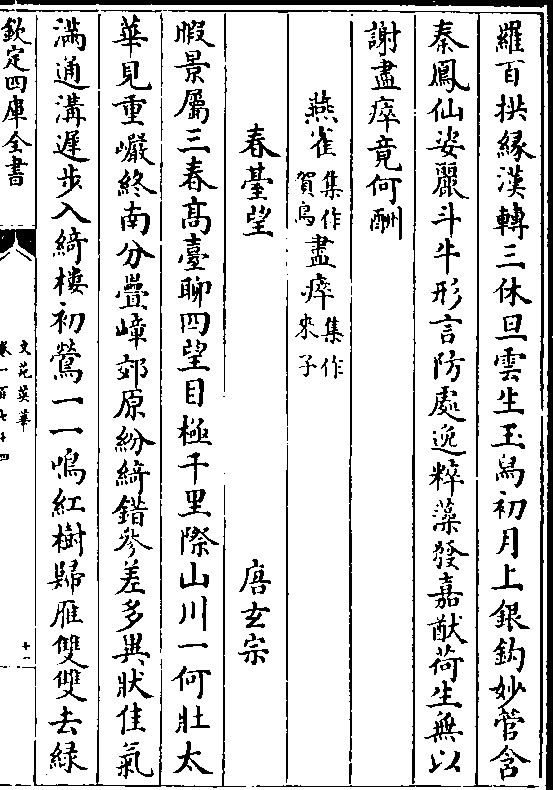 羅百拱縁漢轉三休旦雲生玉舄初月上銀鈎妙管含
秦鳳仙姿麗斗牛形言防處逸粹藻發嘉猷荷生無以
謝盡瘁竟何酬
燕雀集作賀鳥盡瘁集作來子
春臺望　唐玄宗
暇景屬三春髙臺聊四望目極千里際山川一何壯太
華見重巘終南分疊嶂郊原紛綺錯參差多異狀佳氣
滿通溝遲步入綺樓初鶯一一鳴紅樹歸雁雙雙去緑
欽定四庫全書
文苑英華
卷一百七十四
十一